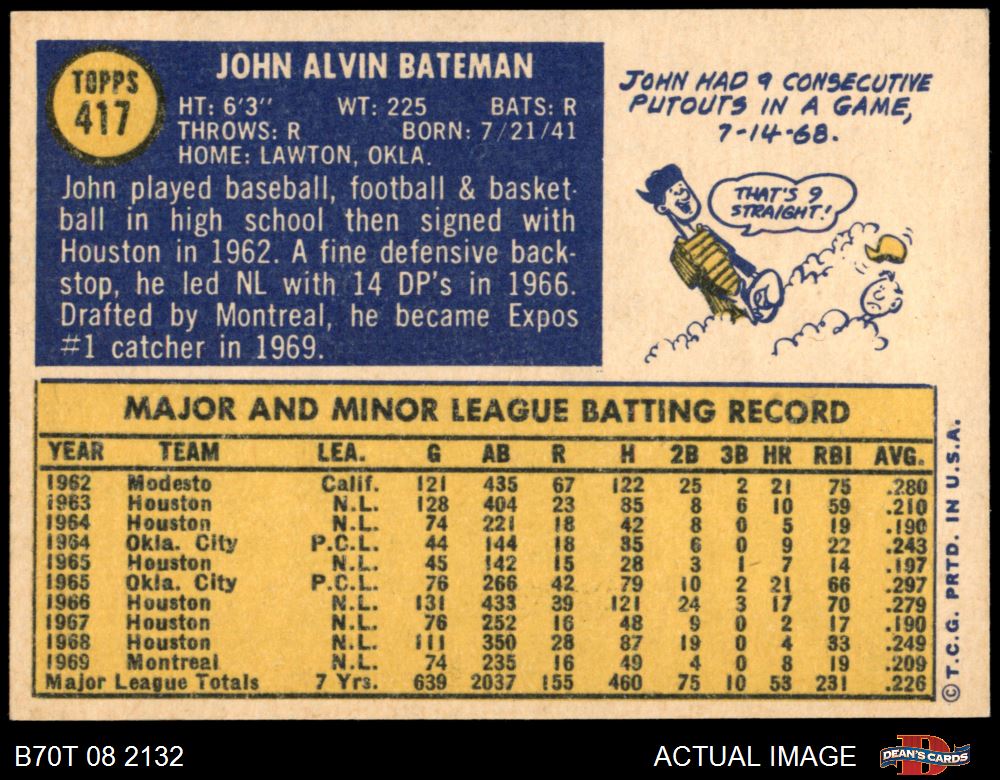 TOPPS
417
JOHN ALVIN BATEMAN
HT: 6'3" WT: 225 BATS: R
THROWS: R BORN: 7/21/41
HOME: LAWTON, OKLA.
John played baseball, football & basket-
ball in high school then signed with
Houston in 1962. A fine defensive back-
stop, he led NL with 14 DP's in 1966.
Drafted by Montreal, he became Expos
#1 catcher in 1969.
JOHN HAD 9 CONSECUTIVE
PUTOUTS IN A GAME,
7-14-68.
THAT'S 9
STRAIGHT!
MAJOR AND MINOR LEAGUE BATTING RECORD
YEAR TEAM LEA. G AB R H 2B 3B HR RBI AVG.
1962 Modesto Calif. 121 435 67 122 25 2 21 75 .280
1963 Houston N.L. 128 404 23 85 8 6 10 59 .210
1964 Houston N.L. 74 221 18 42 8 0 5 19 .190
1964 Okla. City P.C.L. 44 144 18 35 6 0 9 22 .243
1965 Houston N.L. 45 142 15 28 3 1 7 14 .197
1965 Okla. City P.C.L. 76 266 42 79 10 2 21 66 .297
1966 Houston N.L. 131 433 39 121 24 3 17 70 .279
1967 Houston N.L. 76 252 16 48 9 0 2 17 .190
1968 Houston N.L. 111 350 28 87 19 0 4 33 .249
1969 Montreal N.L. 74 235 16 49 4 0 8 19 .209
Major League Totals 7 Yrs. 639 2037 155 460 75 10 53 231 .226
© T.C.G. PRTD. IN U.S.A.
B70T 08 2132
ACTUAL IMAGE
DEAN'S CARDS